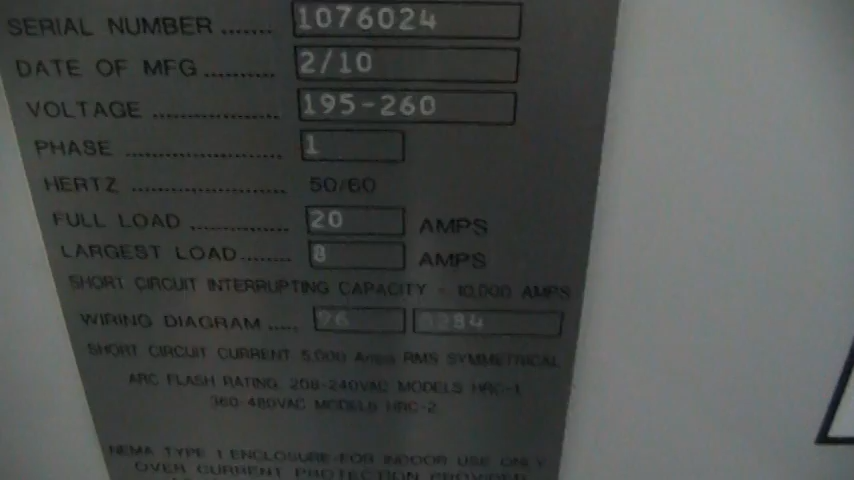 SERIAL NUMBER ....... 1076024
DATE OF MFG .......... 2/10
VOLTAGE .................. 195-260
PHASE ...................... 1
HERTZ ...................... 50/60
FULL LOAD .............. 20 AMPS
LARGEST LOAD........ 8 AMPS
SHORT CIRCUIT INTERRUPTING CAPACITY - 10,000 AMPS
WIRING DIAGRAM ..... 96
SHORT CIRCUIT CURRENT 5,000 Amps RMS SYMMETRICAL
ARC FLASH RATING 208-240VAC MODELS HRC-1
360-480VAC MODELS HRC-2
NEMA TYPE 1 ENCLOSURE FOR INDOOR USE ONLY
OVER CURRENT PROTECTION PROVIDED